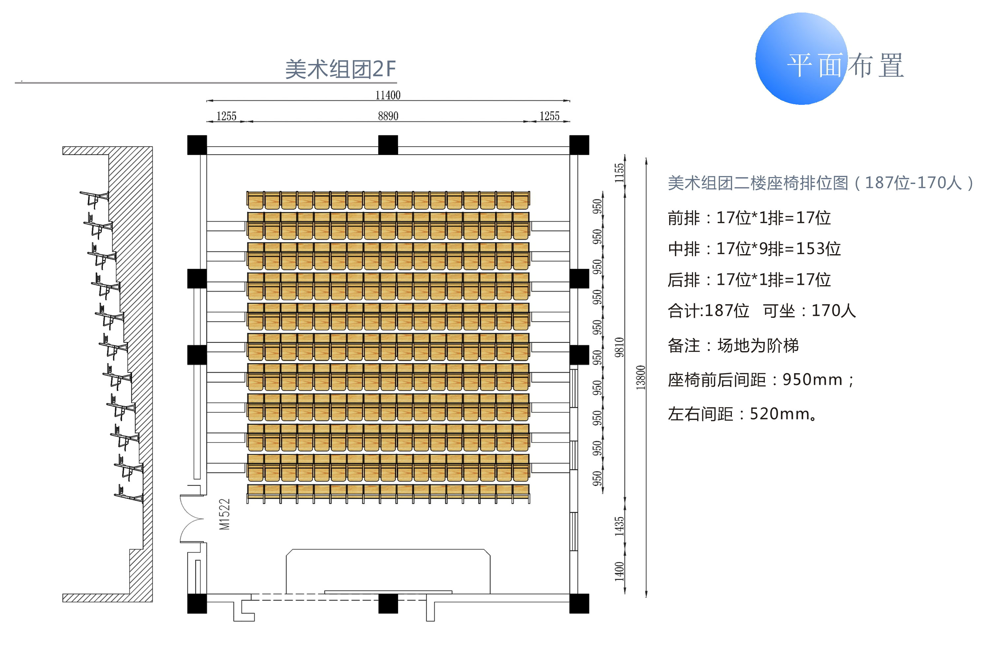 平面布置
美术组团2F
11400
1255 8890 1255
1155
950
950
950
950
950
950
950
950
950
950
9810
13800
1435
1400
M1522
美术组团二楼座椅排位图（187位-170人）
前排：17位*1排=17位
中排：17位*9排=153位
后排：17位*1排=17位
合计:187位 可坐：170人
备注：场地为阶梯
座椅前后间距：950mm；
左右间距：520mm。